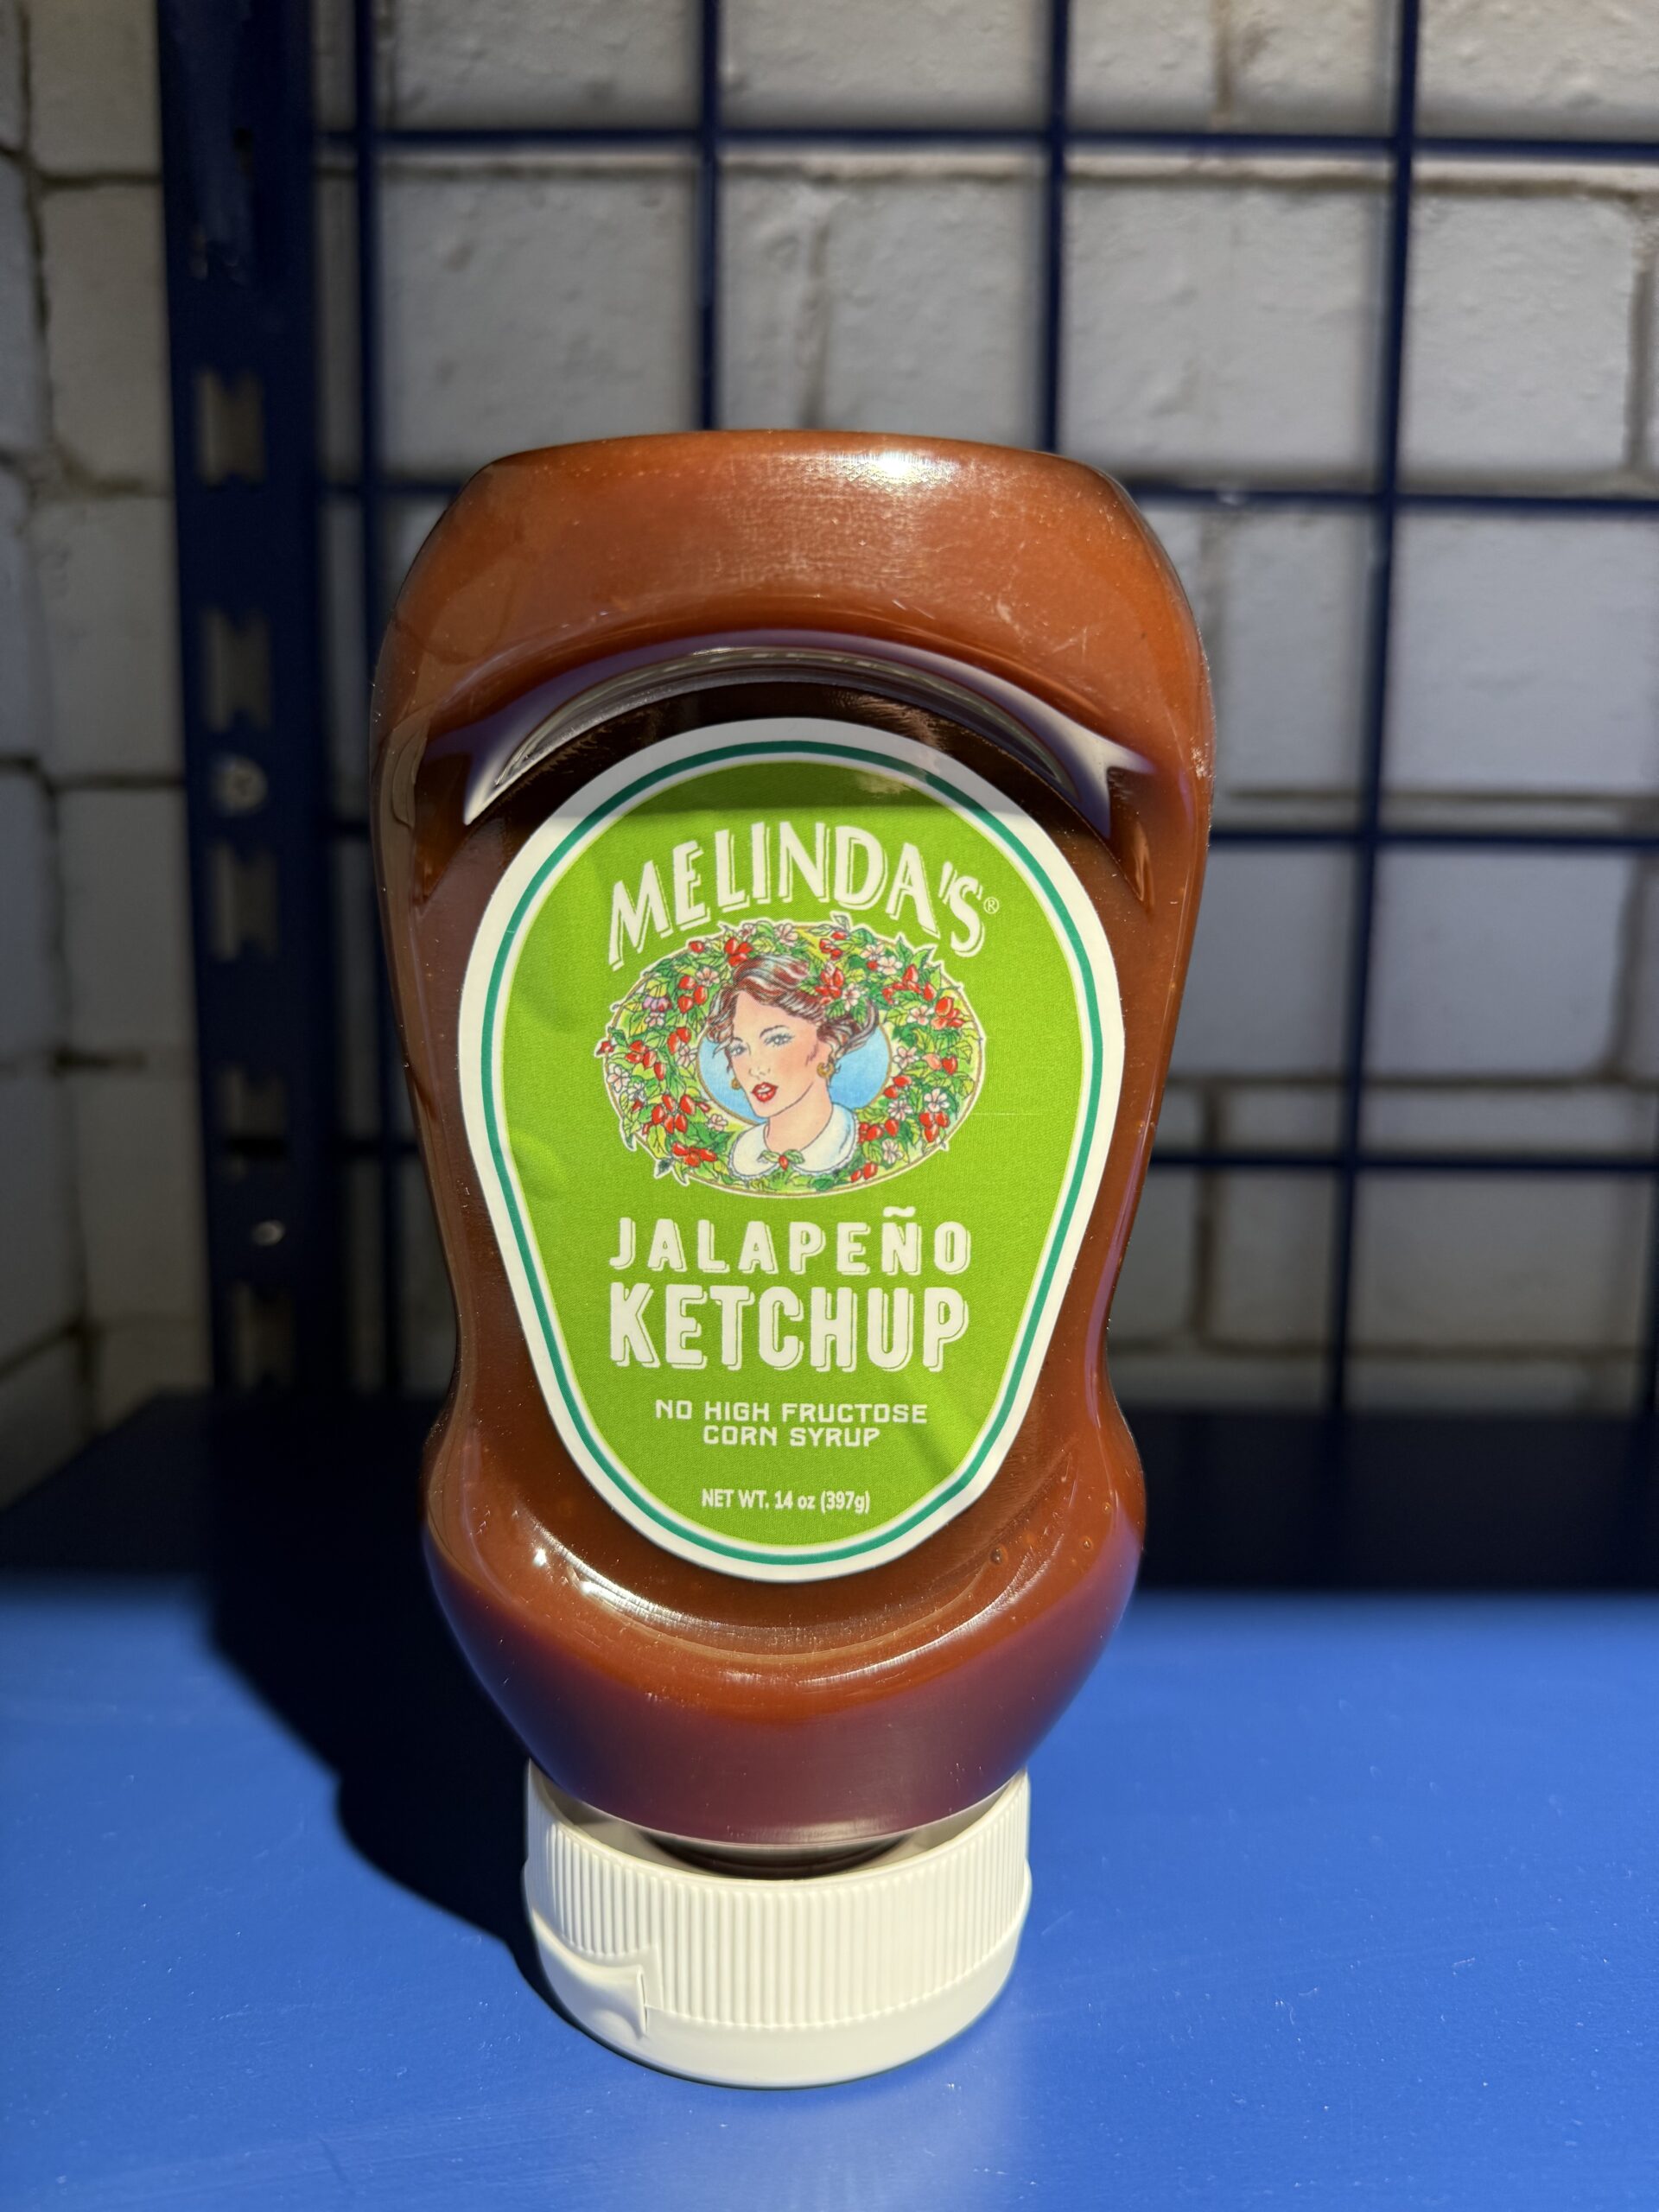 MELINDA'S®
JALAPEÑO
KETCHUP
NO HIGH FRUCTOSE
CORN SYRUP
NET WT. 14 oz (397g)